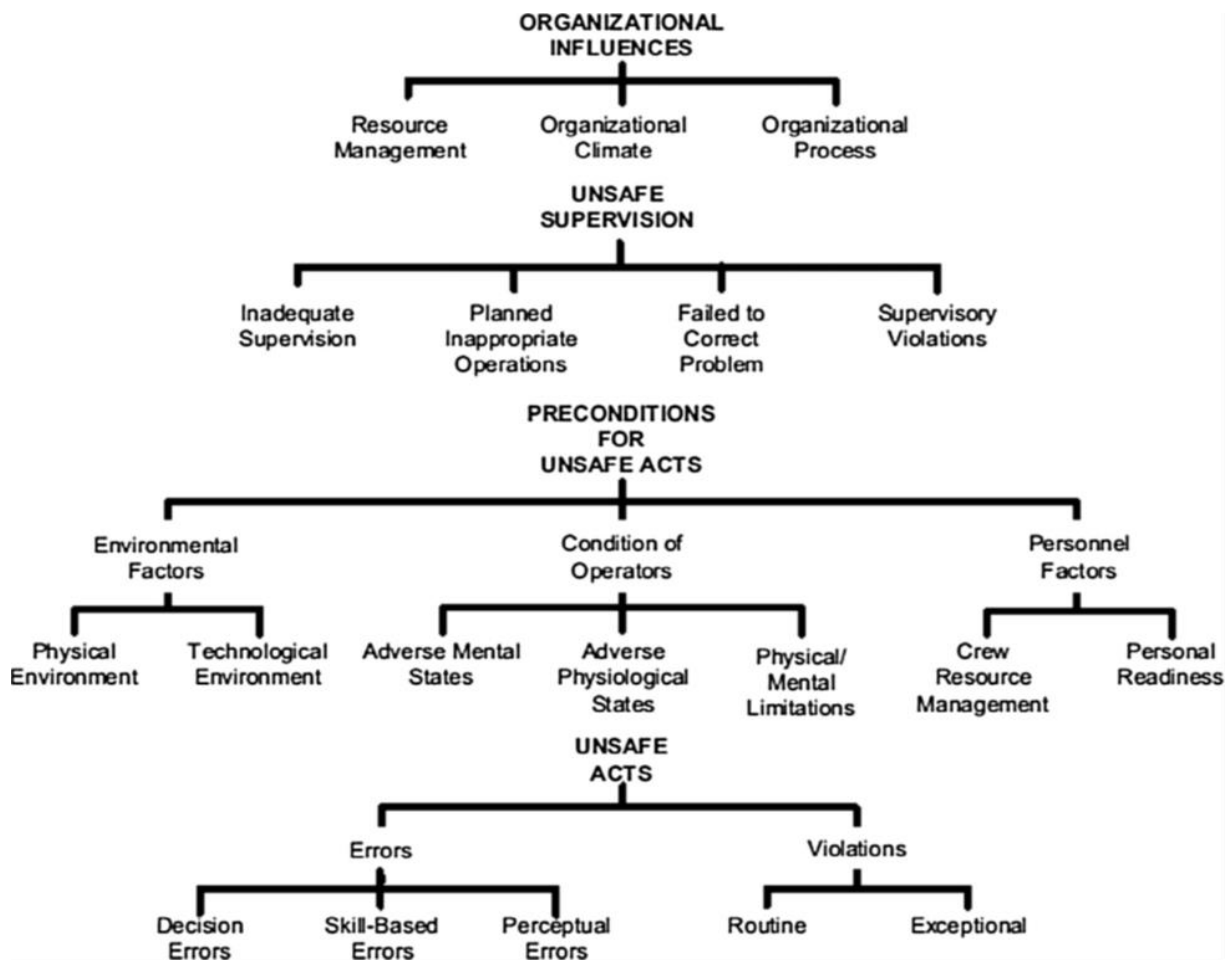 ORGANIZATIONAL
INFLUENCES
Resource
Management
Organizational
Climate
Organizational
Process
UNSAFE
SUPERVISION
Inadequate
Supervision
Planned
Inappropriate
Operations
Failed to
Correct
Problem
Supervisory
Violations
PRECONDITIONS
FOR
UNSAFE ACTS
Environmental
Factors
Condition of
Operators
Personnel
Factors
Physical
Environment
Technological
Environment
Adverse Mental
States
Adverse
Physiological
States
Physical/
Mental
Limitations
Crew
Resource
Management
Personal
Readiness
UNSAFE
ACTS
Errors
Violations
Decision
Errors
Skill-Based
Errors
Perceptual
Errors
Routine
Exceptional